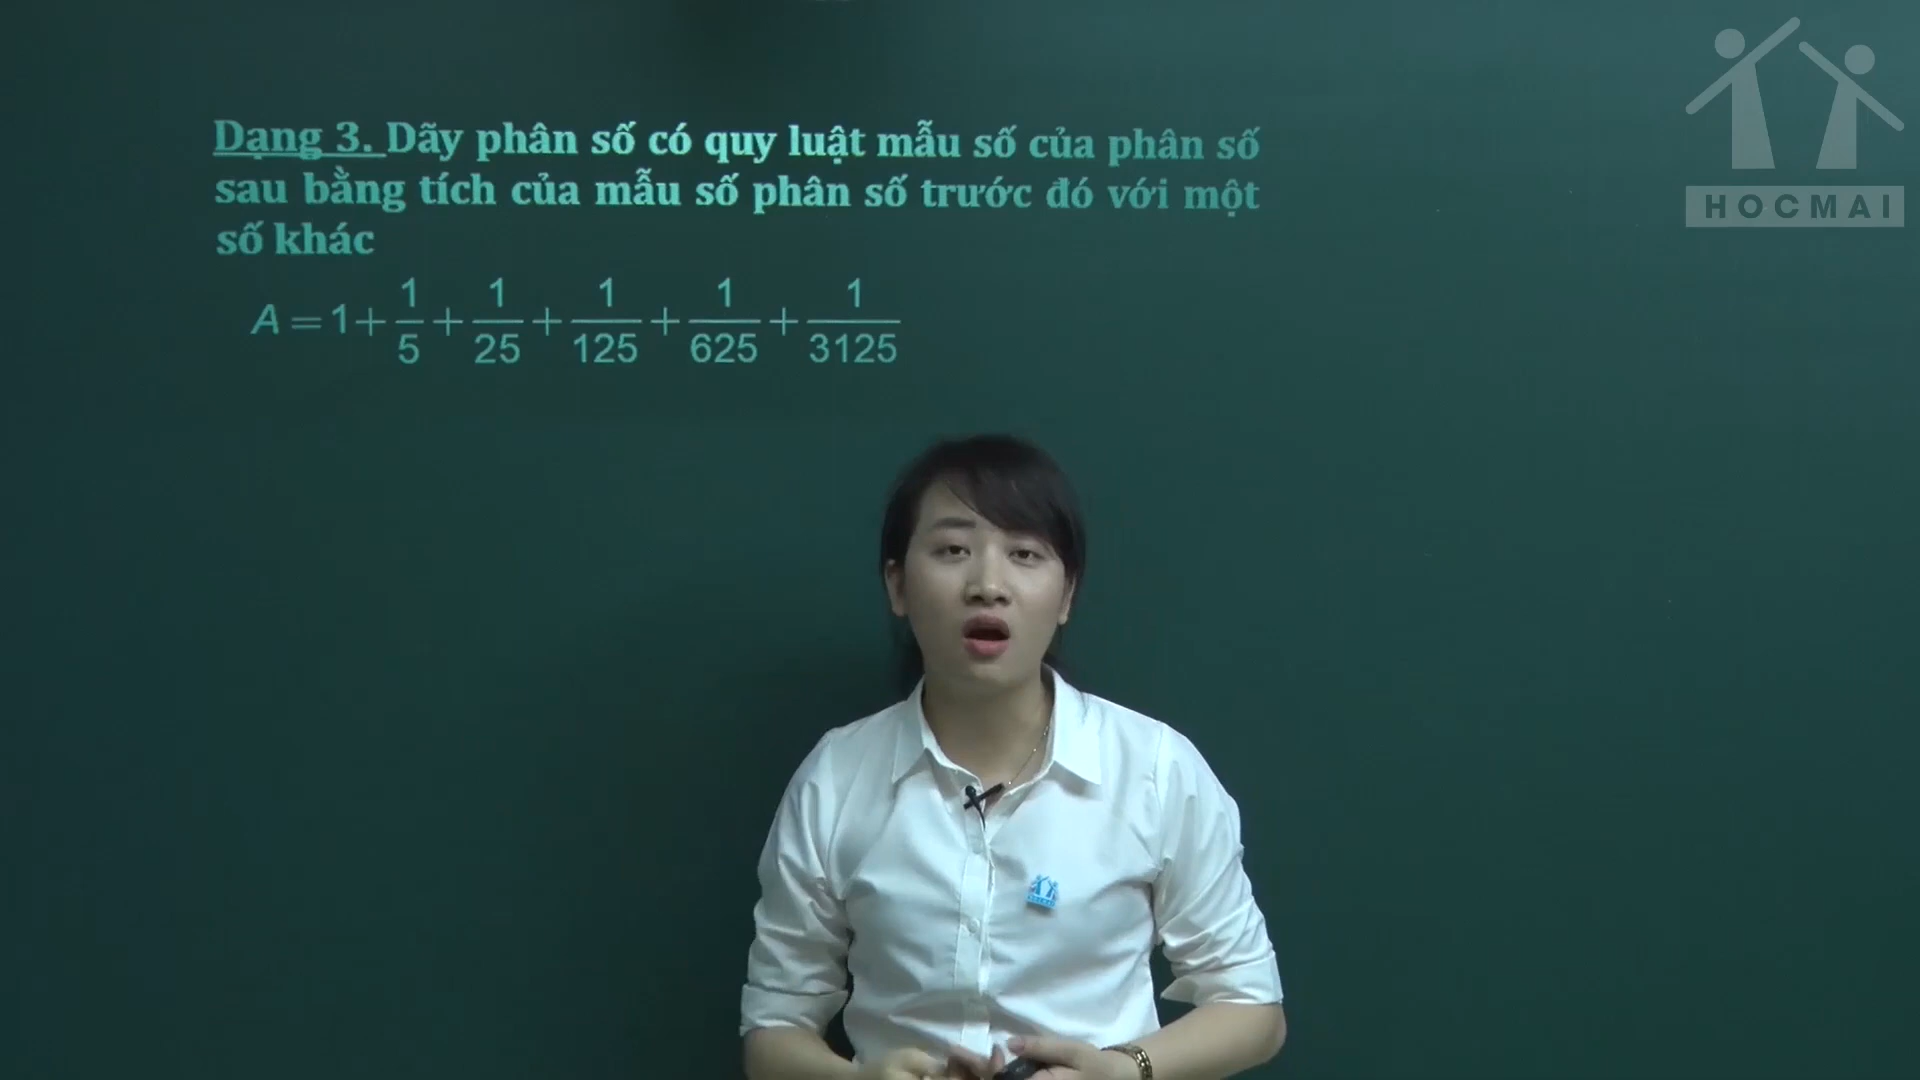 HOCMAI
Dạng 3. Dãy phân số có quy luật mẫu số của phân số
sau bằng tích của mẫu số phân số trước đó với một
số khác
A = 1 + 1/5 + 1/25 + 1/125 + 1/625 + 1/3125